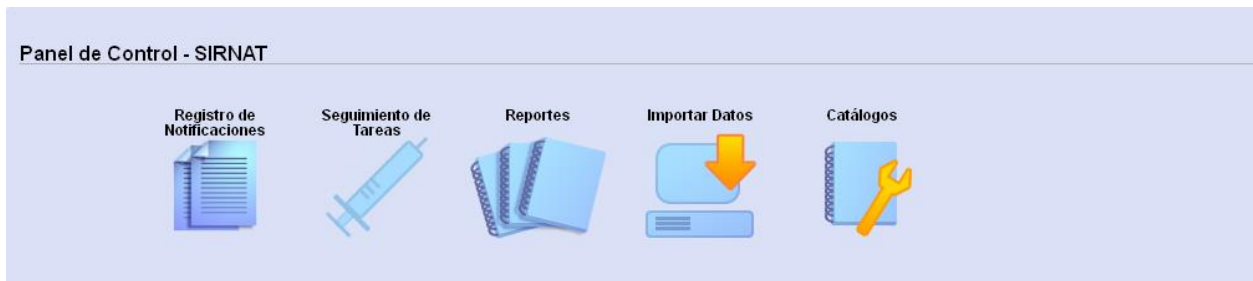 Panel de Control - SIRNAT
Registro de
Notificaciones
Seguimiento de
Tareas
Reportes
Importar Datos
Catálogos